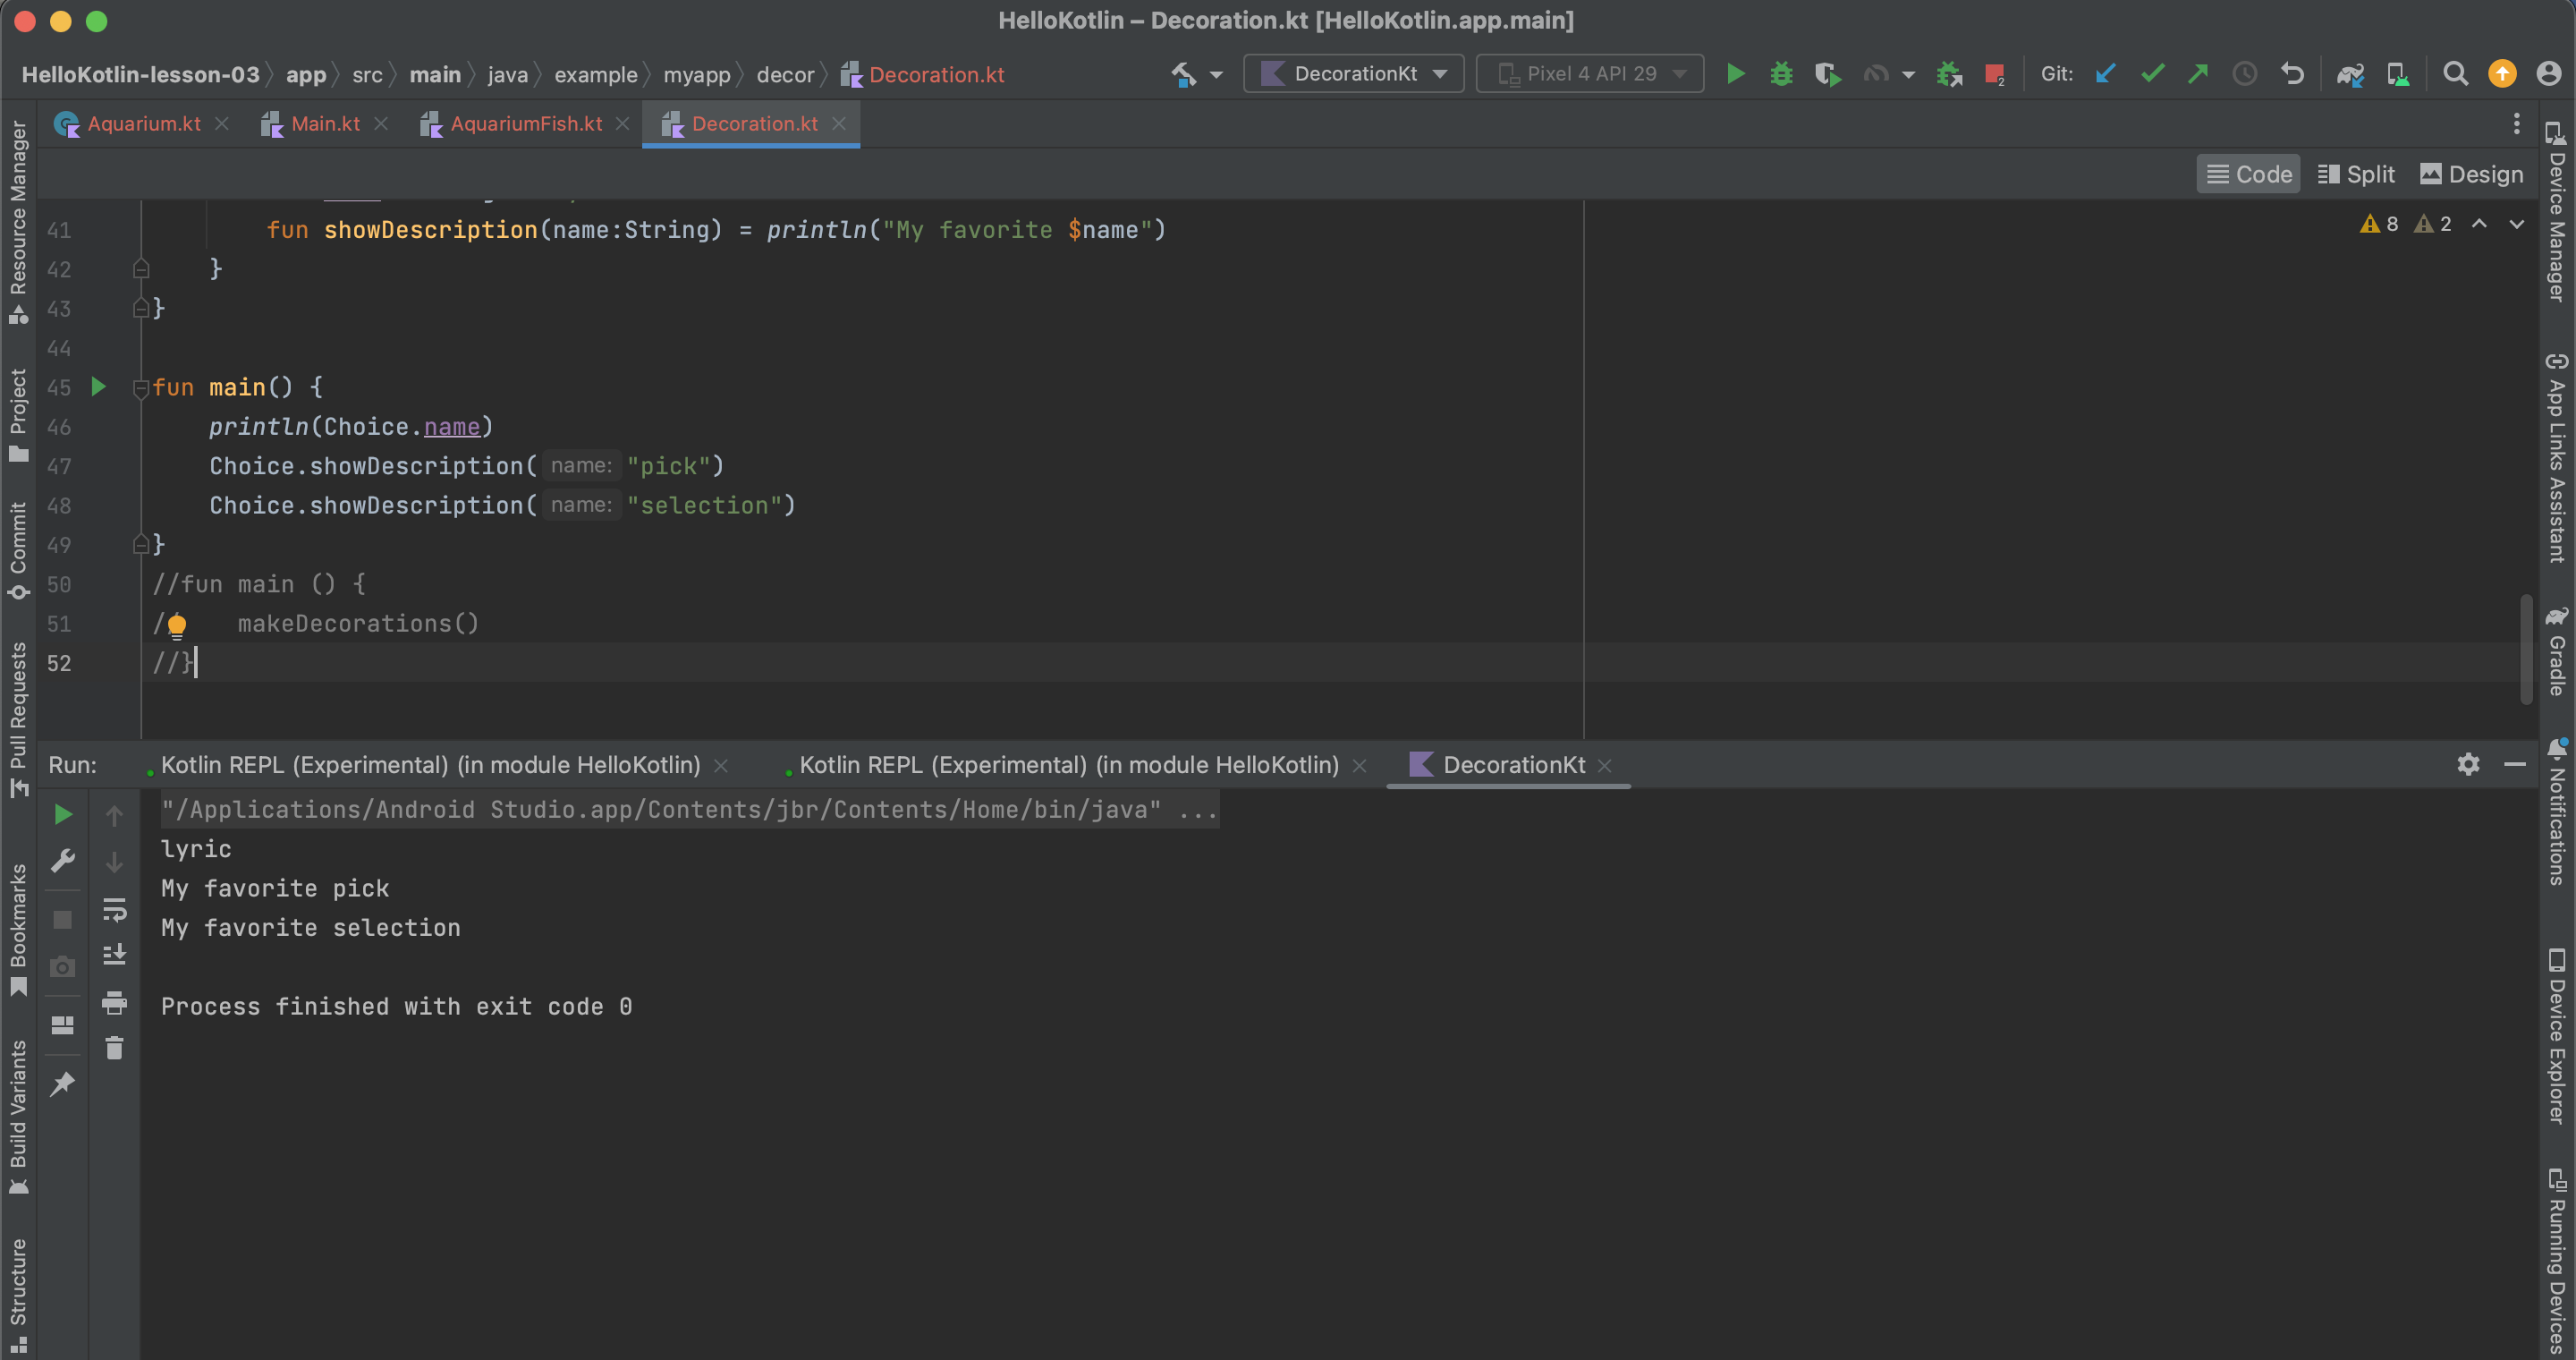 HelloKotlin – Decoration.kt [HelloKotlin.app.main]
HelloKotlin-lesson-03 app src main java example myapp decor Decoration.kt
DecorationKt
Pixel 4 API 29
2
Git:
Aquarium.kt
Main.kt
AquariumFish.kt
Decoration.kt
Code
Split
Design
8
2
41 fun showDescription(name:String) = println("My favorite $name")
42 }
43 }
44
45 fun main() {
46 println(Choice.name)
47 Choice.showDescription( name: "pick")
48 Choice.showDescription( name: "selection")
49 }
50 //fun main () {
51 // makeDecorations()
52 //}
Run:
Kotlin REPL (Experimental) (in module HelloKotlin)
Kotlin REPL (Experimental) (in module HelloKotlin)
DecorationKt
"/Applications/Android Studio.app/Contents/jbr/Contents/Home/bin/java" ...
lyric
My favorite pick
My favorite selection
Process finished with exit code 0
Resource Manager
Project
Commit
Pull Requests
Bookmarks
Build Variants
Structure
Device Manager
App Links Assistant
Gradle
Notifications
Device Explorer
Running Devices